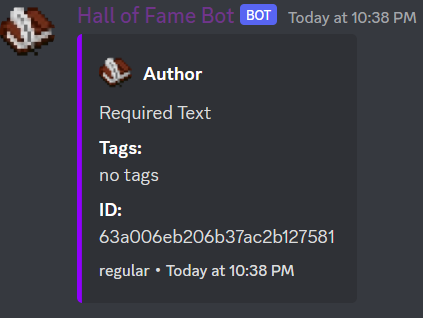 Hall of Fame Bot BOT Today at 10:38 PM
Author
Required Text
Tags:
no tags
ID:
63a006eb206b37ac2b127581
regular • Today at 10:38 PM